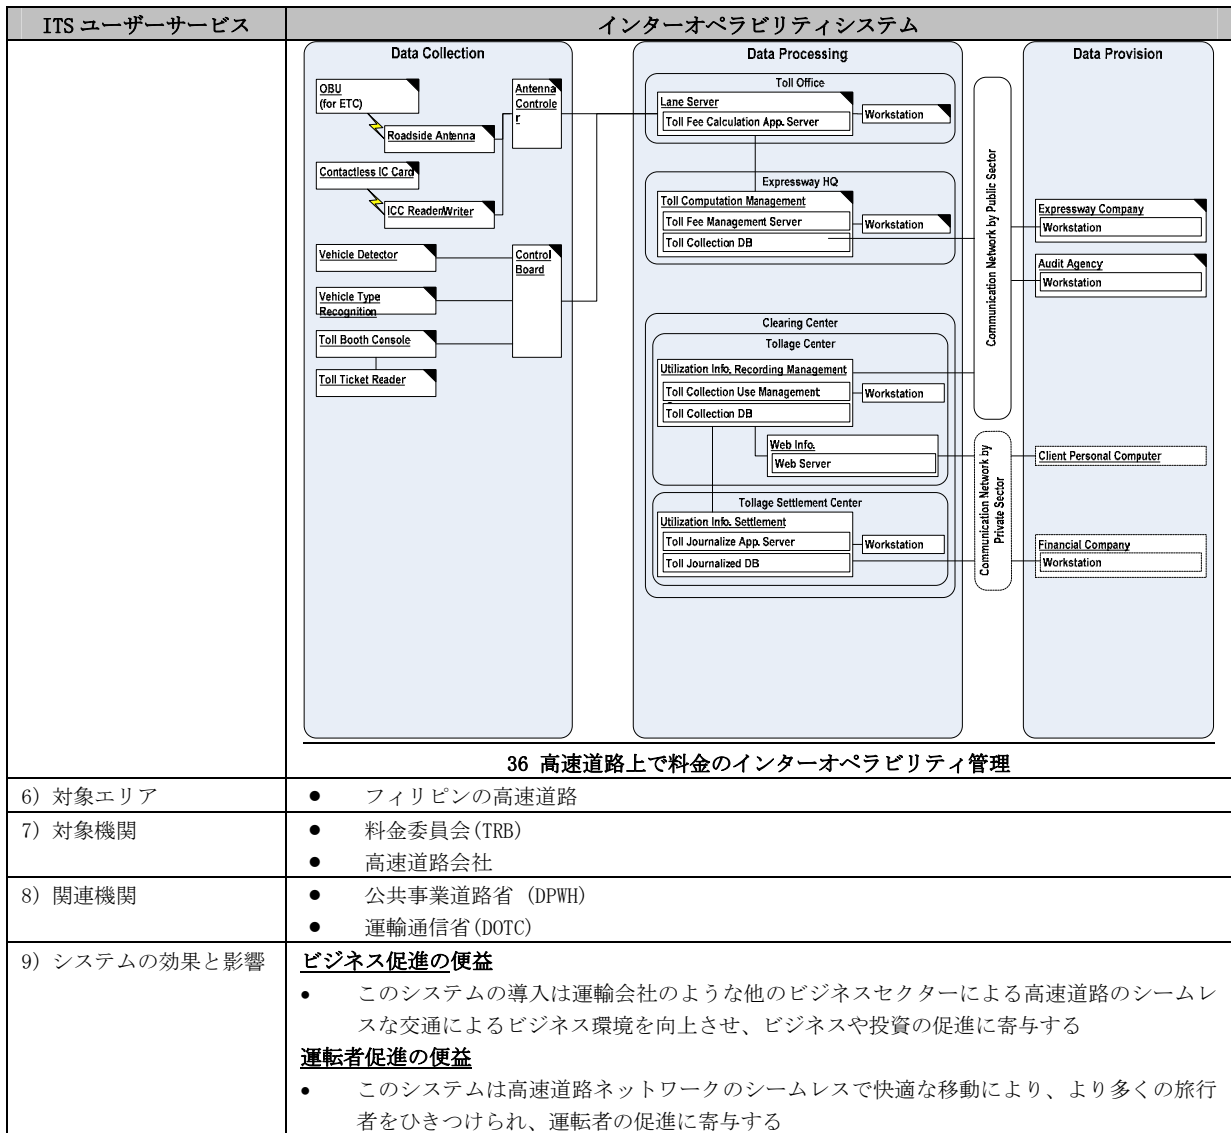 ITS ユーザーサービス
インターオペラビリティシステム
Data Collection
OBU
(for ETC)
Roadside Antenna
Antenna
Controle
r
Contactless IC Card
ICC Reader/Writer
Vehicle Detector
Control
Board
Vehicle Type
Recognition
Toll Booth Console
Toll Ticket Reader
Data Processing
Toll Office
Lane Server
Toll Fee Calculation App. Server
Workstation
Expressway HQ
Toll Computation Management
Toll Fee Management Server
Workstation
Toll Collection DB
Clearing Center
Tollage Center
Utilization Info. Recording Management
Toll Collection Use Management
Workstation
Toll Collection DB
Web Info.
Web Server
Tollage Settlement Center
Utilization Info. Settlement
Toll Journalize App. Server
Workstation
Toll Journalized DB
Communication Network by Public Sector
Communication Network by
Private Sector
Data Provision
Expressway Company
Workstation
Audit Agency
Workstation
Client Personal Computer
Financial Company
Workstation
36 高速道路上で料金のインターオペラビリティ管理
6) 対象エリア
● フィリピンの高速道路
7) 対象機関
● 料金委員会(TRB)
● 高速道路会社
8) 関連機関
● 公共事業道路省 (DPWH)
● 運輸通信省(DOTC)
9) システムの効果と影響
ビジネス促進の便益
• このシステムの導入は運輸会社のような他のビジネスセクターによる高速道路のシームレ
スな交通によるビジネス環境を向上させ、ビジネスや投資の促進に寄与する
運転者促進の便益
• このシステムは高速道路ネットワークのシームレスで快適な移動により、より多くの旅行
者をひきつけられ、運転者の促進に寄与する